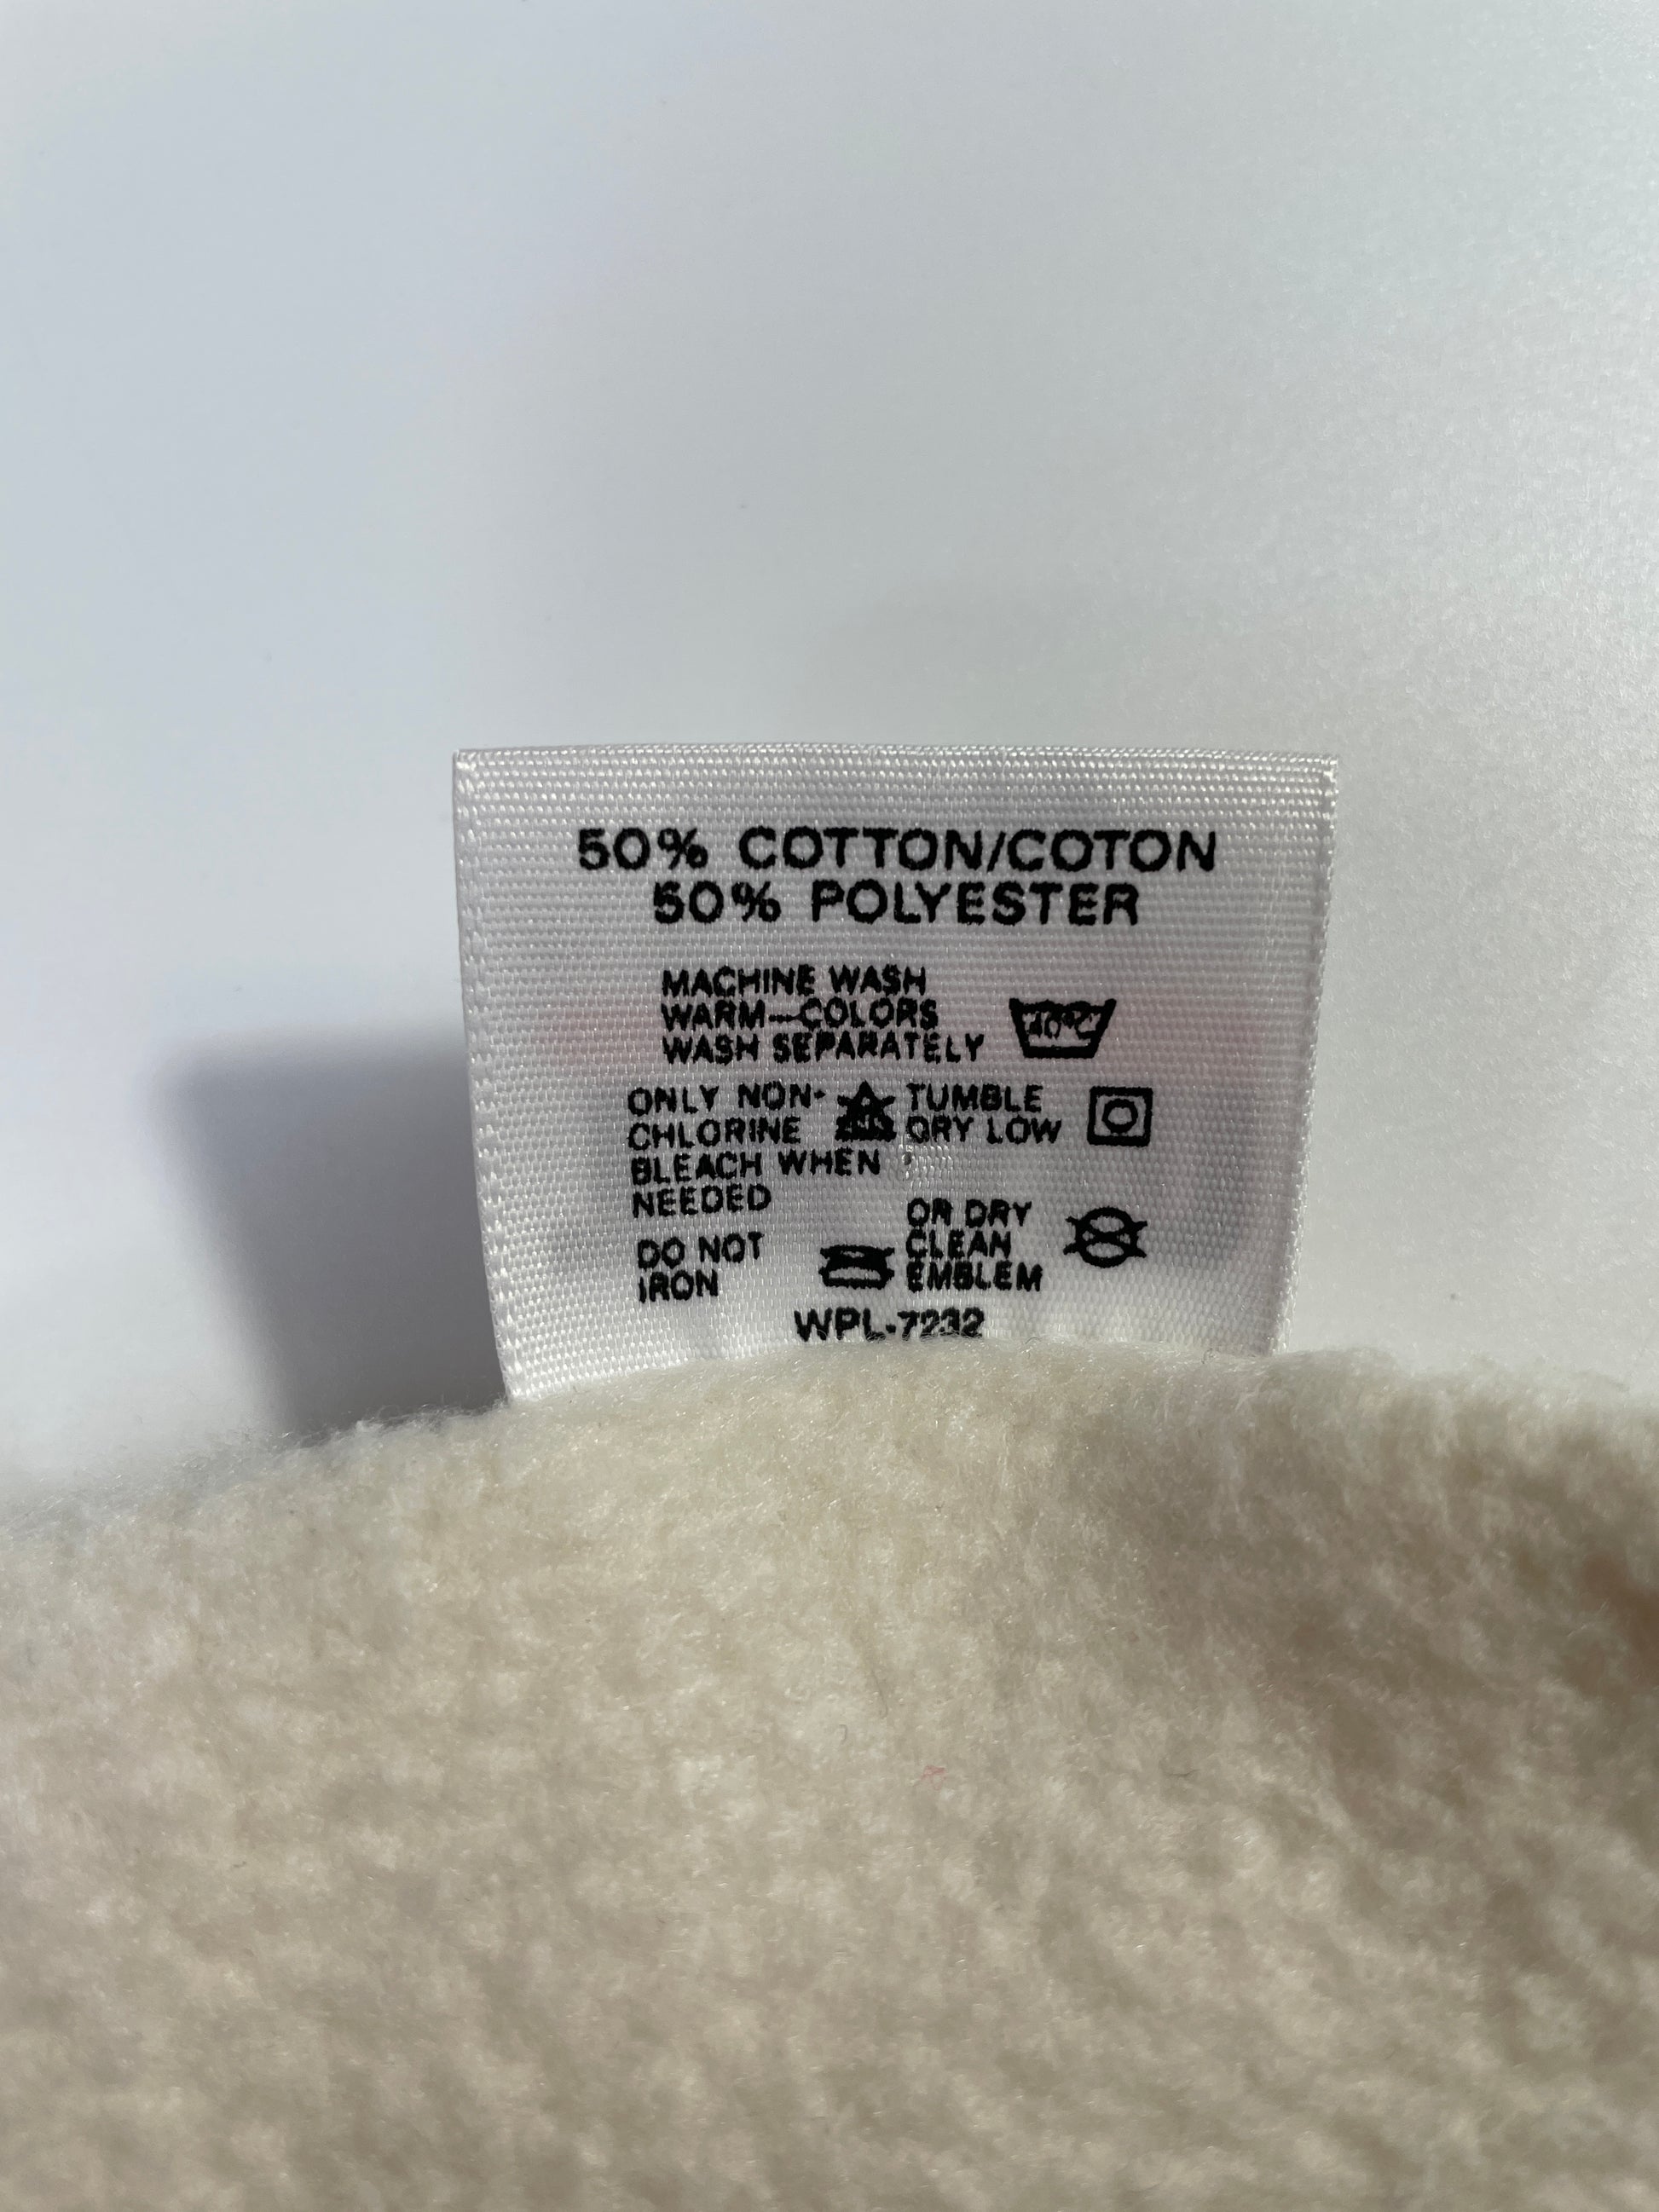 50% COTTON/COTON
50% POLYESTER
MACHINE WASH
WARM—COLORS
WASH SEPARATELY
40°C
ONLY NON-
CHLORINE
BLEACH WHEN
NEEDED
TUMBLE
DRY LOW
DO NOT
IRON
OR DRY
CLEAN
EMBLEM
WPL-7232